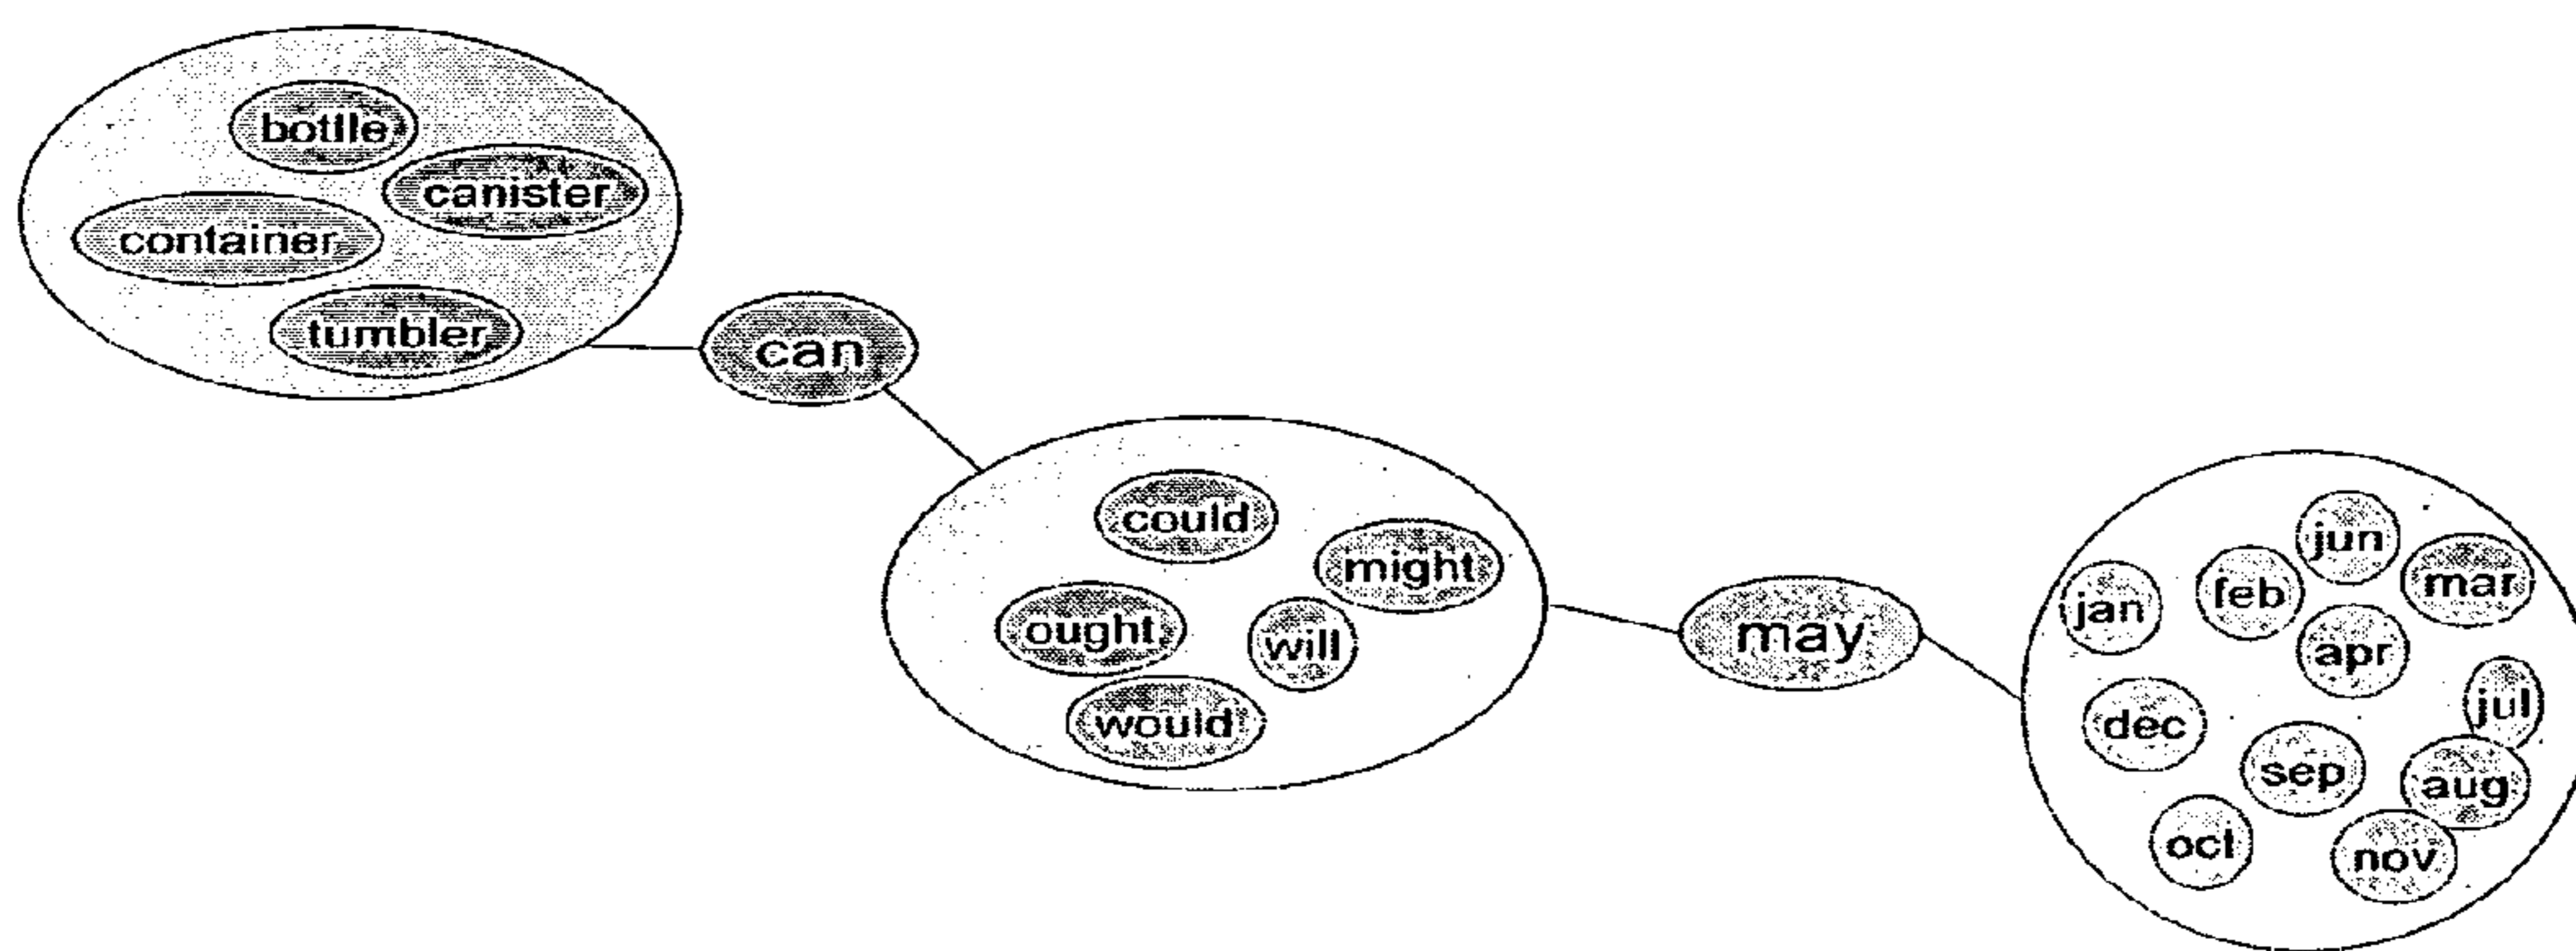 bottle
canister
container
tumbler
can
could
might
ought
will
would
may
jun
jan
feb
mar
apr
dec
jul
sep
aug
oct
nov